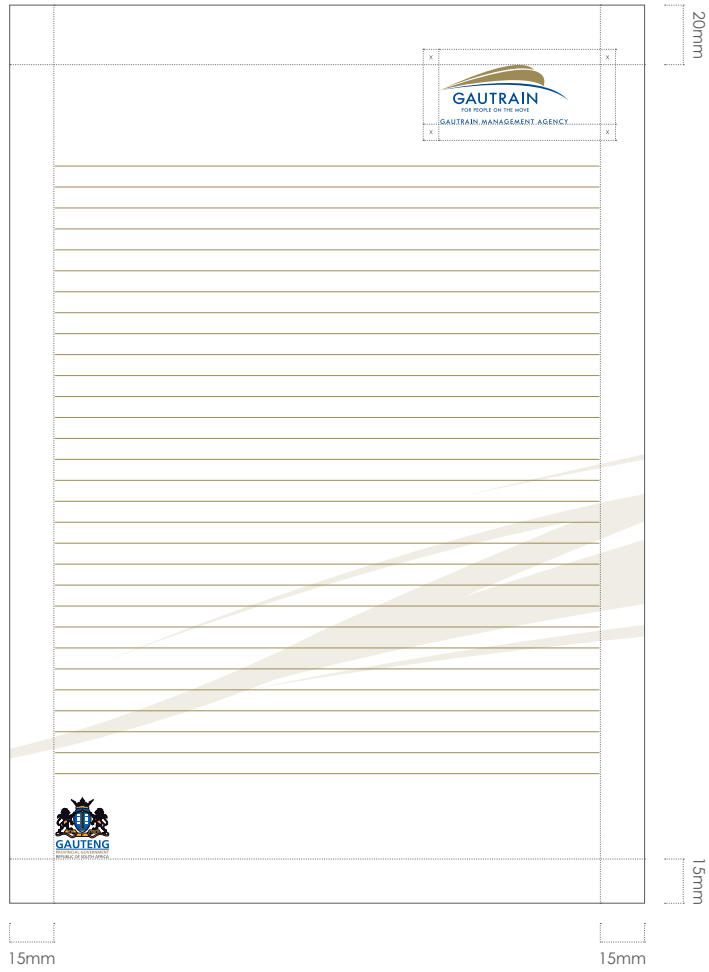 20mm
x x
GAUTRAIN
FOR PEOPLE ON THE MOVE
GAUTRAIN MANAGEMENT AGENCY
x x
GAUTENG
PROVINCIAL GOVERNMENT
REPUBLIC OF SOUTH AFRICA
15mm
15mm 15mm